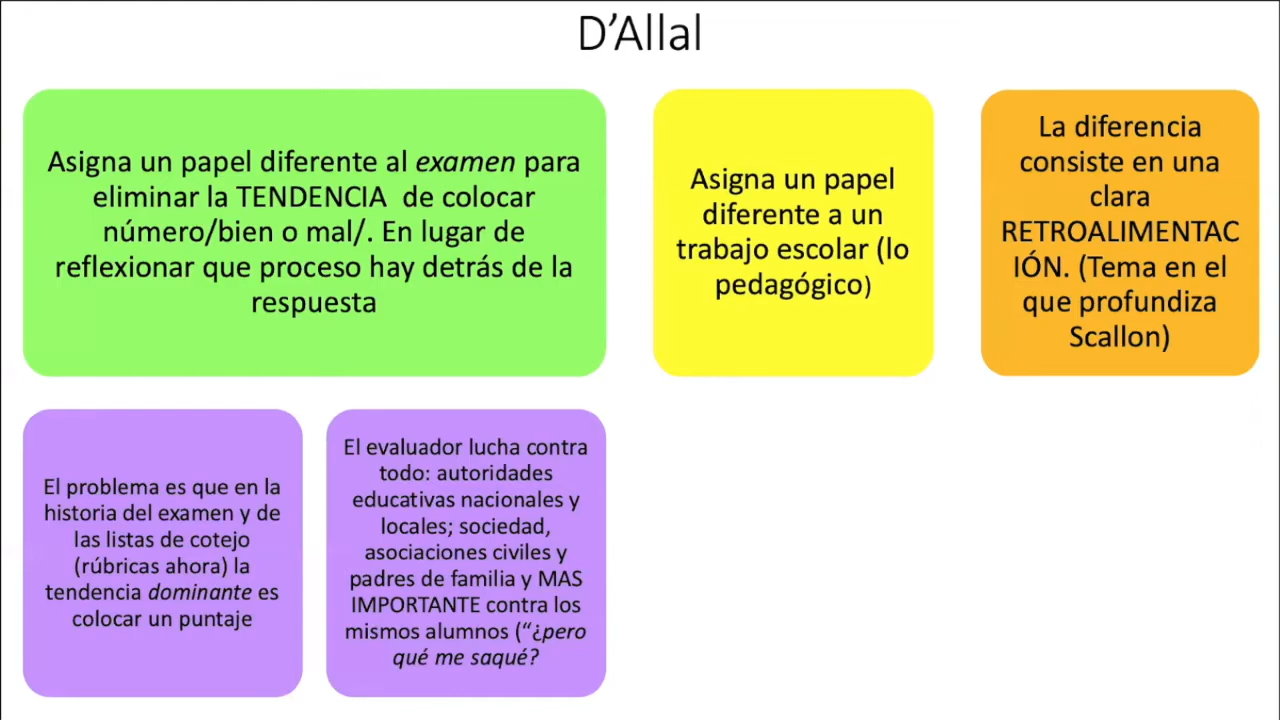 D’Allal
Asigna un papel diferente al examen para
eliminar la TENDENCIA  de colocar
número/bien o mal/. En lugar de
reflexionar que proceso hay detrás de la
respuesta
Asigna un papel
diferente a un
trabajo escolar (lo
pedagógico)
La diferencia
consiste en una
clara
RETROALIMENTAC
IÓN. (Tema en el
que profundiza
Scallon)
El problema es que en la
historia del examen y de
las listas de cotejo
(rúbricas ahora) la
tendencia dominante es
colocar un puntaje
El evaluador lucha contra
todo: autoridades
educativas nacionales y
locales; sociedad,
asociaciones civiles y
padres de familia y MAS
IMPORTANTE contra los
mismos alumnos (“¿pero
qué me saqué?